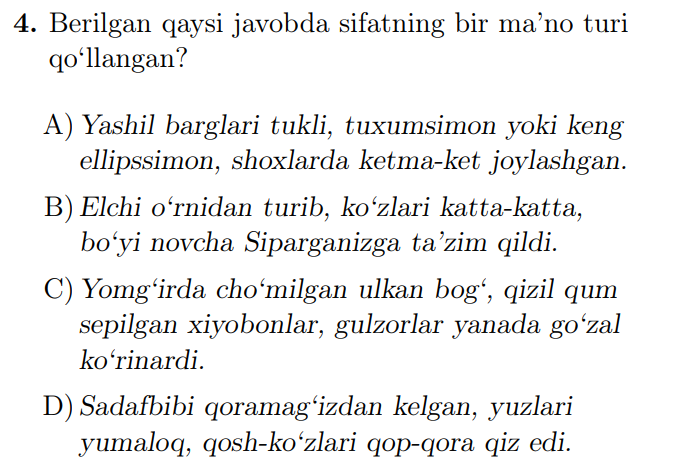 4. Berilgan qaysi javobda sifatning bir ma’no turi
qo‘llangan?
A) Yashil barglari tukli, tuxumsimon yoki keng
ellipssimon, shoxlarda ketma-ket joylashgan.
B) Elchi o‘rnidan turib, ko‘zlari katta-katta,
bo‘yi novcha Siparganizga ta’zim qildi.
C) Yomg‘irda cho‘milgan ulkan bog‘, qizil qum
sepilgan xiyobonlar, gulzorlar yanada go‘zal
ko‘rinardi.
D) Sadafbibi qoramag‘izdan kelgan, yuzlari
yumaloq, qosh-ko‘zlari qop-qora qiz edi.